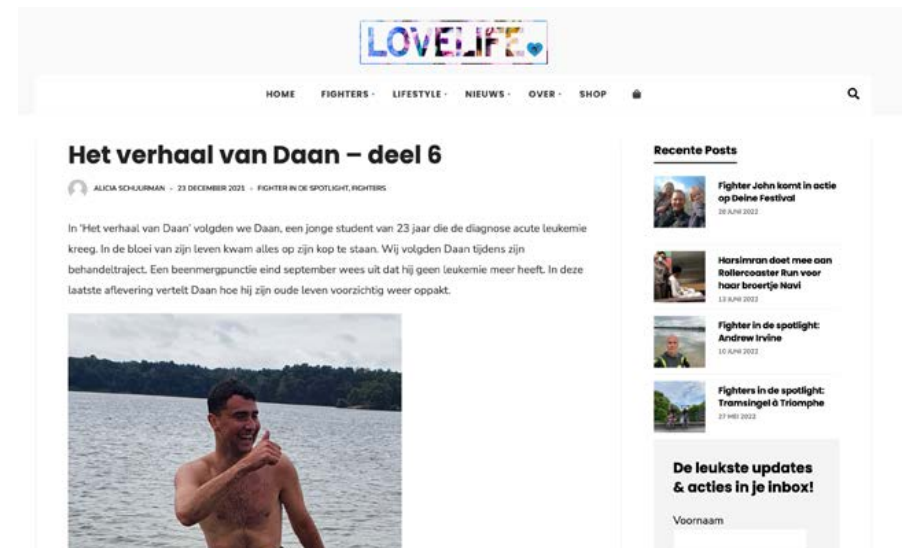 LOVELIFE
HOME FIGHTERS LIFESTYLE NIEUWS OVER SHOP
Het verhaal van Daan – deel 6
ALICIA SCHUURMAN - 23 DECEMBER 2021 - FIGHTER IN DE SPOTLIGHT, FIGHTERS
In 'Het verhaal van Daan' volgden we Daan, een jonge student van 23 jaar die de diagnose acute leukemie
kreeg. In de bloei van zijn leven kwam alles op zijn kop te staan. Wij volgden Daan tijdens zijn
behandeltraject. Een beenmergpunctie eind september wees uit dat hij geen leukemie meer heeft. In deze
laatste aflevering vertelt Daan hoe hij zijn oude leven voorzichtig weer oppakt.
Recente Posts
Fighter John komt in actie
op Deine Festival
28 JUNI 2022
Harsimran doet mee aan
Rollercoaster Run voor
haar broertje Navi
13 JUNI 2022
Fighter in de spotlight:
Andrew Irvine
10 JUNI 2022
Fighters in de spotlight:
Tramsingel à Triomphe
27 MEI 2022
De leukste updates
& acties in je inbox!
Voornaam